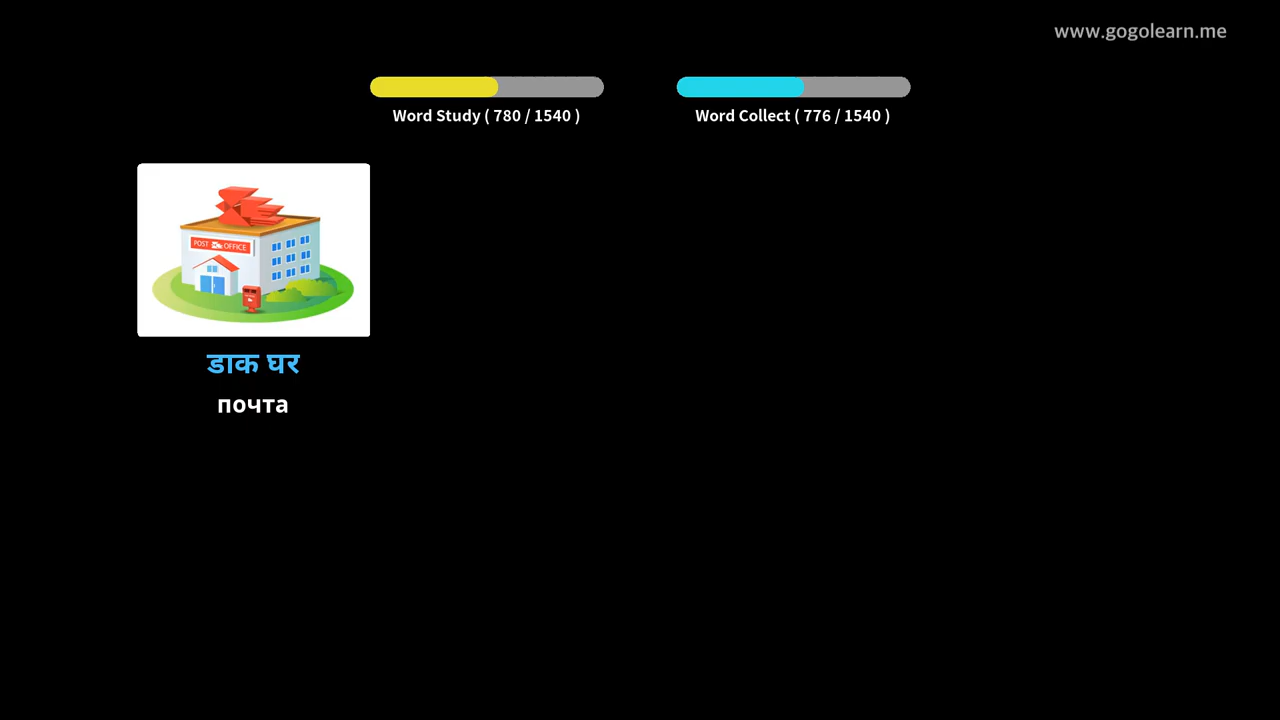 www.gogolearn.me
Word Study ( 780 / 1540 )
Word Collect ( 776 / 1540 )
POST OFFICE
डाक घर
почта